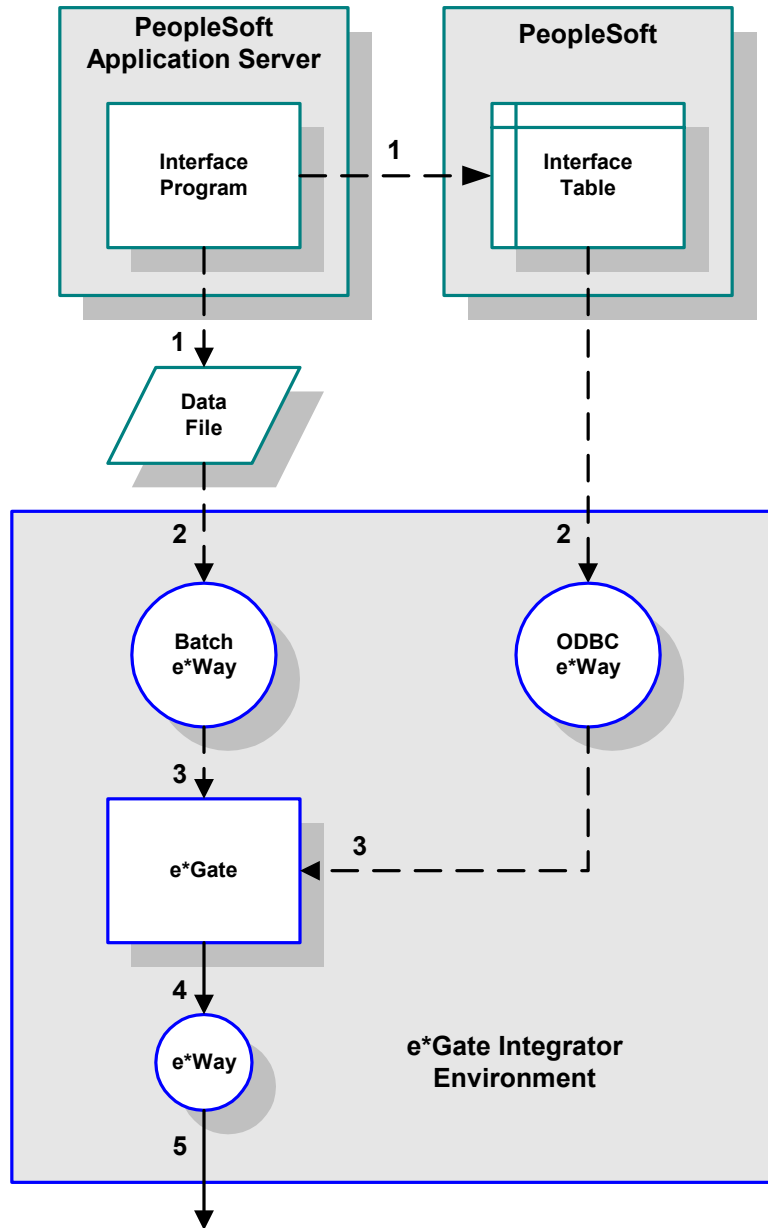 PeopleSoft
Application Server
PeopleSoft
Interface
Program
1
Interface
Table
1
Data
File
2
2
Batch
e*Way
ODBC
e*Way
3
3
e*Gate
4
e*Way
e*Gate Integrator
Environment
5